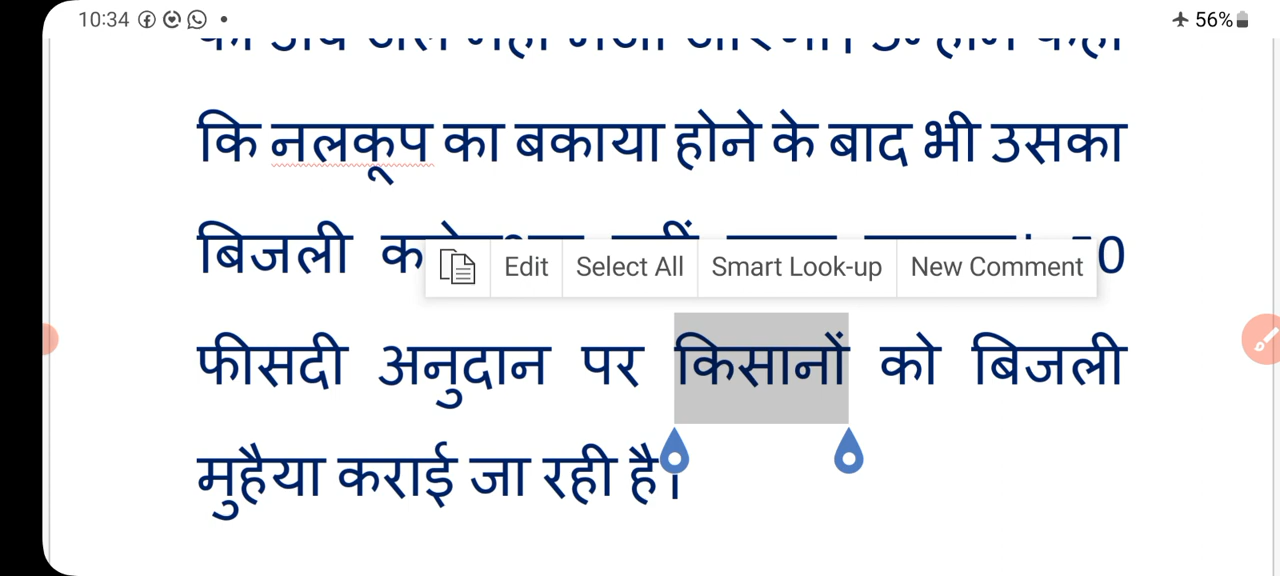 10:34 56%
कि नलकूप का बकाया होने के बाद भी उसका
बिजली 50
Edit Select All Smart Look-up New Comment
फीसदी अनुदान पर किसानों को बिजली
मुहैया कराई जा रही है।